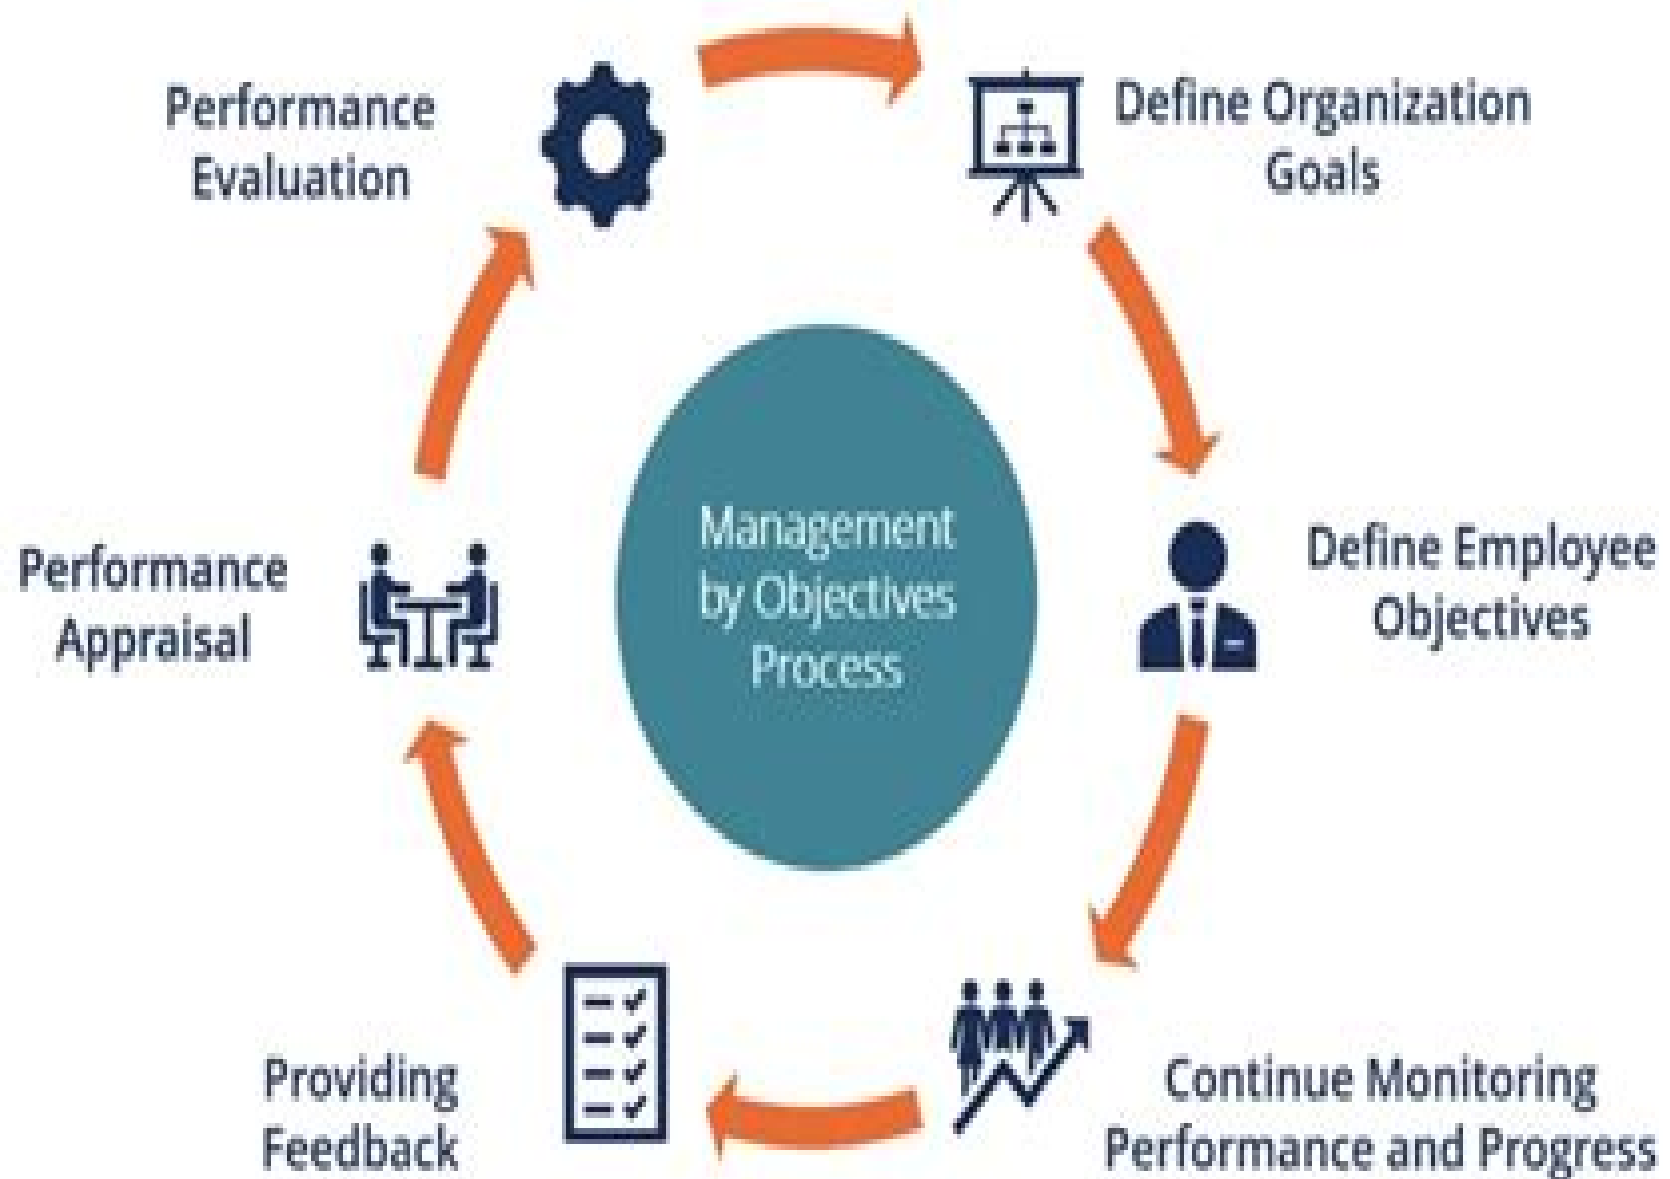 Performance
Evaluation
Define Organization
Goals
Management
by Objectives
Process
Define Employee
Objectives
Performance
Appraisal
Providing
Feedback
Continue Monitoring
Performance and Progress